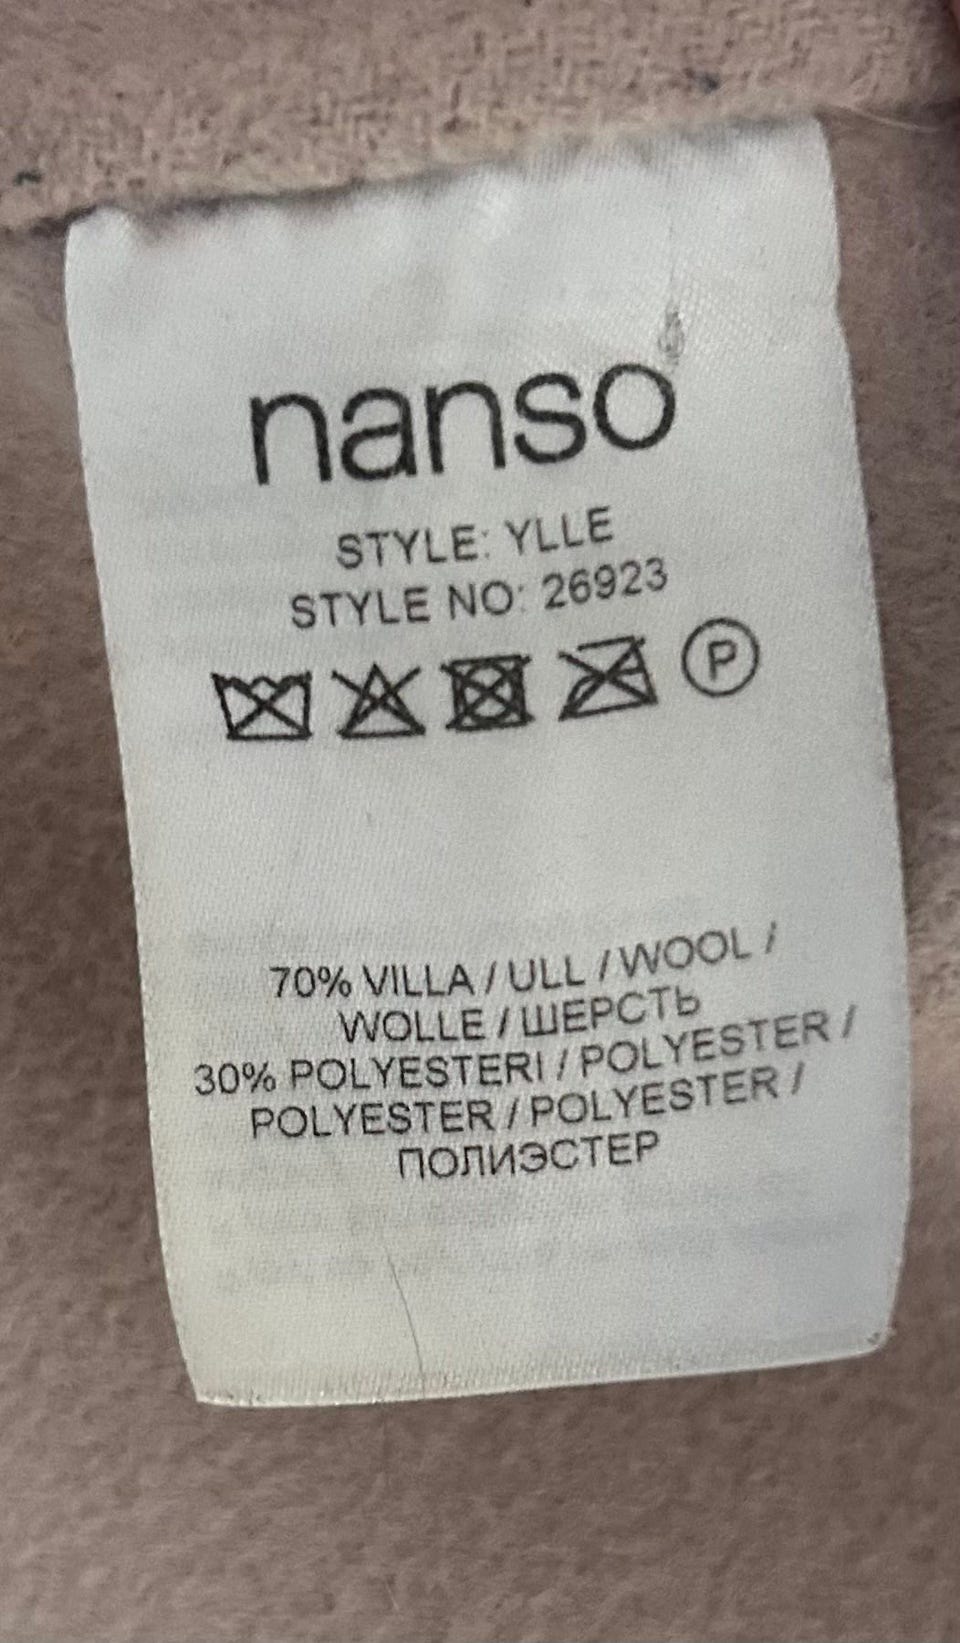 nanso
STYLE: YLLE
STYLE NO: 26923
P
70% VILLA / ULL / WOOL /
WOLLE / ШЕРСТЬ
30% POLYESTERI / POLYESTER /
POLYESTER / POLYESTER /
ПОЛИЭСТЕР